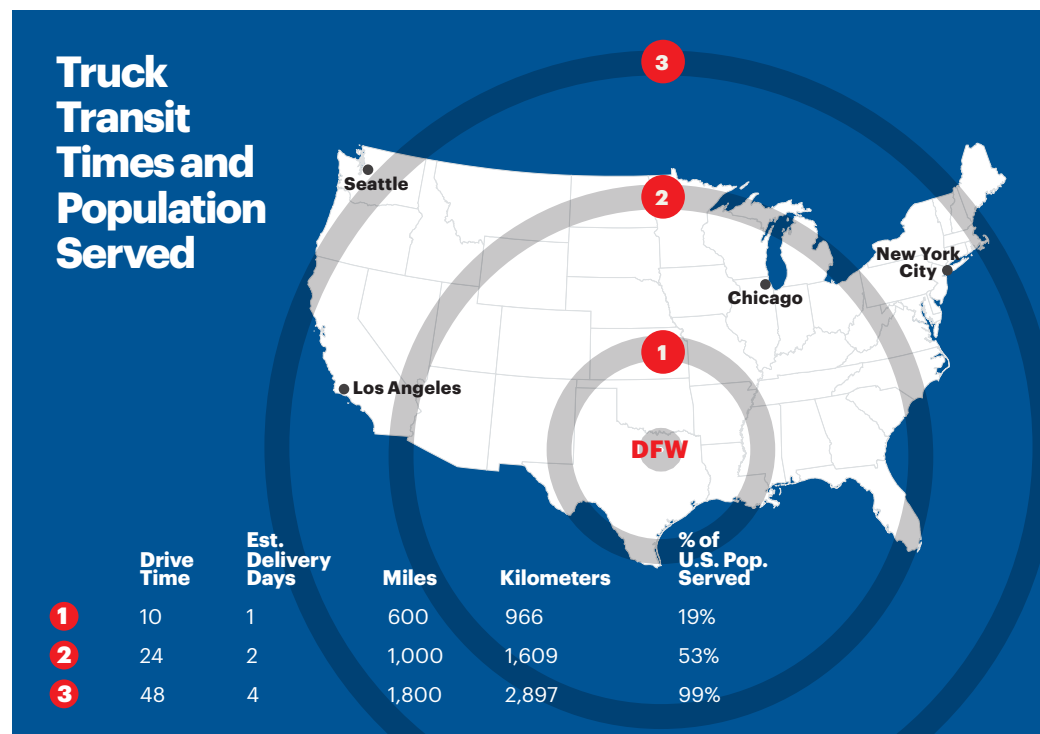 Truck
Transit
Times and
Population
Served
3
2
1
Seattle
New York
City
Chicago
Los Angeles
DFW
Drive
Time
Est.
Delivery
Days
Miles
Kilometers
% of
U.S. Pop.
Served
1 10 1 600 966 19%
2 24 2 1,000 1,609 53%
3 48 4 1,800 2,897 99%